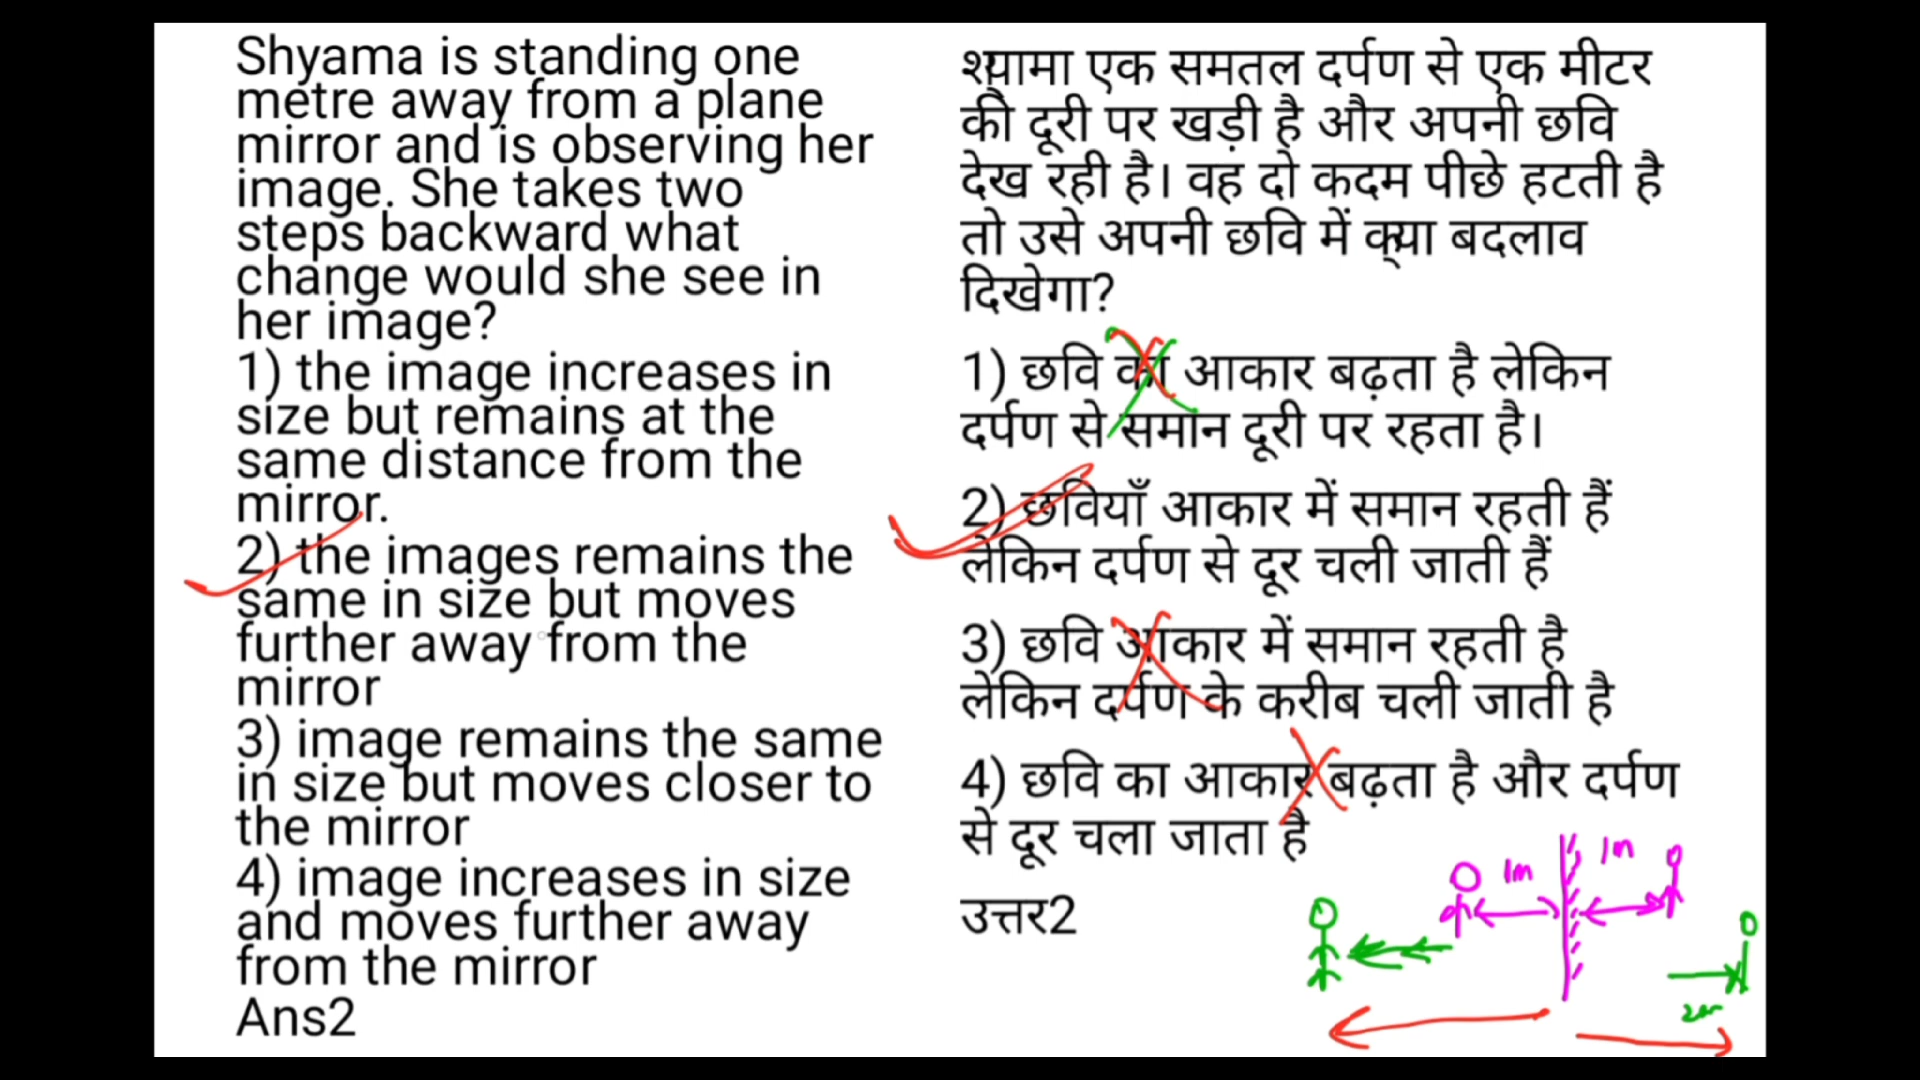 Shyama is standing one
metre away from a plane
mirror and is observing her
image. She takes two
steps backward what
change would she see in
her image?
1) the image increases in
size but remains at the
same distance from the
mirror.
2) the images remains the
same in size but moves
further away from the
mirror
3) image remains the same
in size but moves closer to
the mirror
4) image increases in size
and moves further away
from the mirror
Ans2
श्यामा एक समतल दर्पण से एक मीटर
की दूरी पर खड़ी है और अपनी छवि
देख रही है। वह दो कदम पीछे हटती है
तो उसे अपनी छवि में क्या बदलाव
दिखेगा?
1) छवि का आकार बढ़ता है लेकिन
दर्पण से समान दूरी पर रहता है।
2) छवियाँ आकार में समान रहती हैं
लेकिन दर्पण से दूर चली जाती हैं
3) छवि आकार में समान रहती है
लेकिन दर्पण के करीब चली जाती है
4) छवि का आकार बढ़ता है और दर्पण
से दूर चला जाता है
उत्तर2
1m
1m